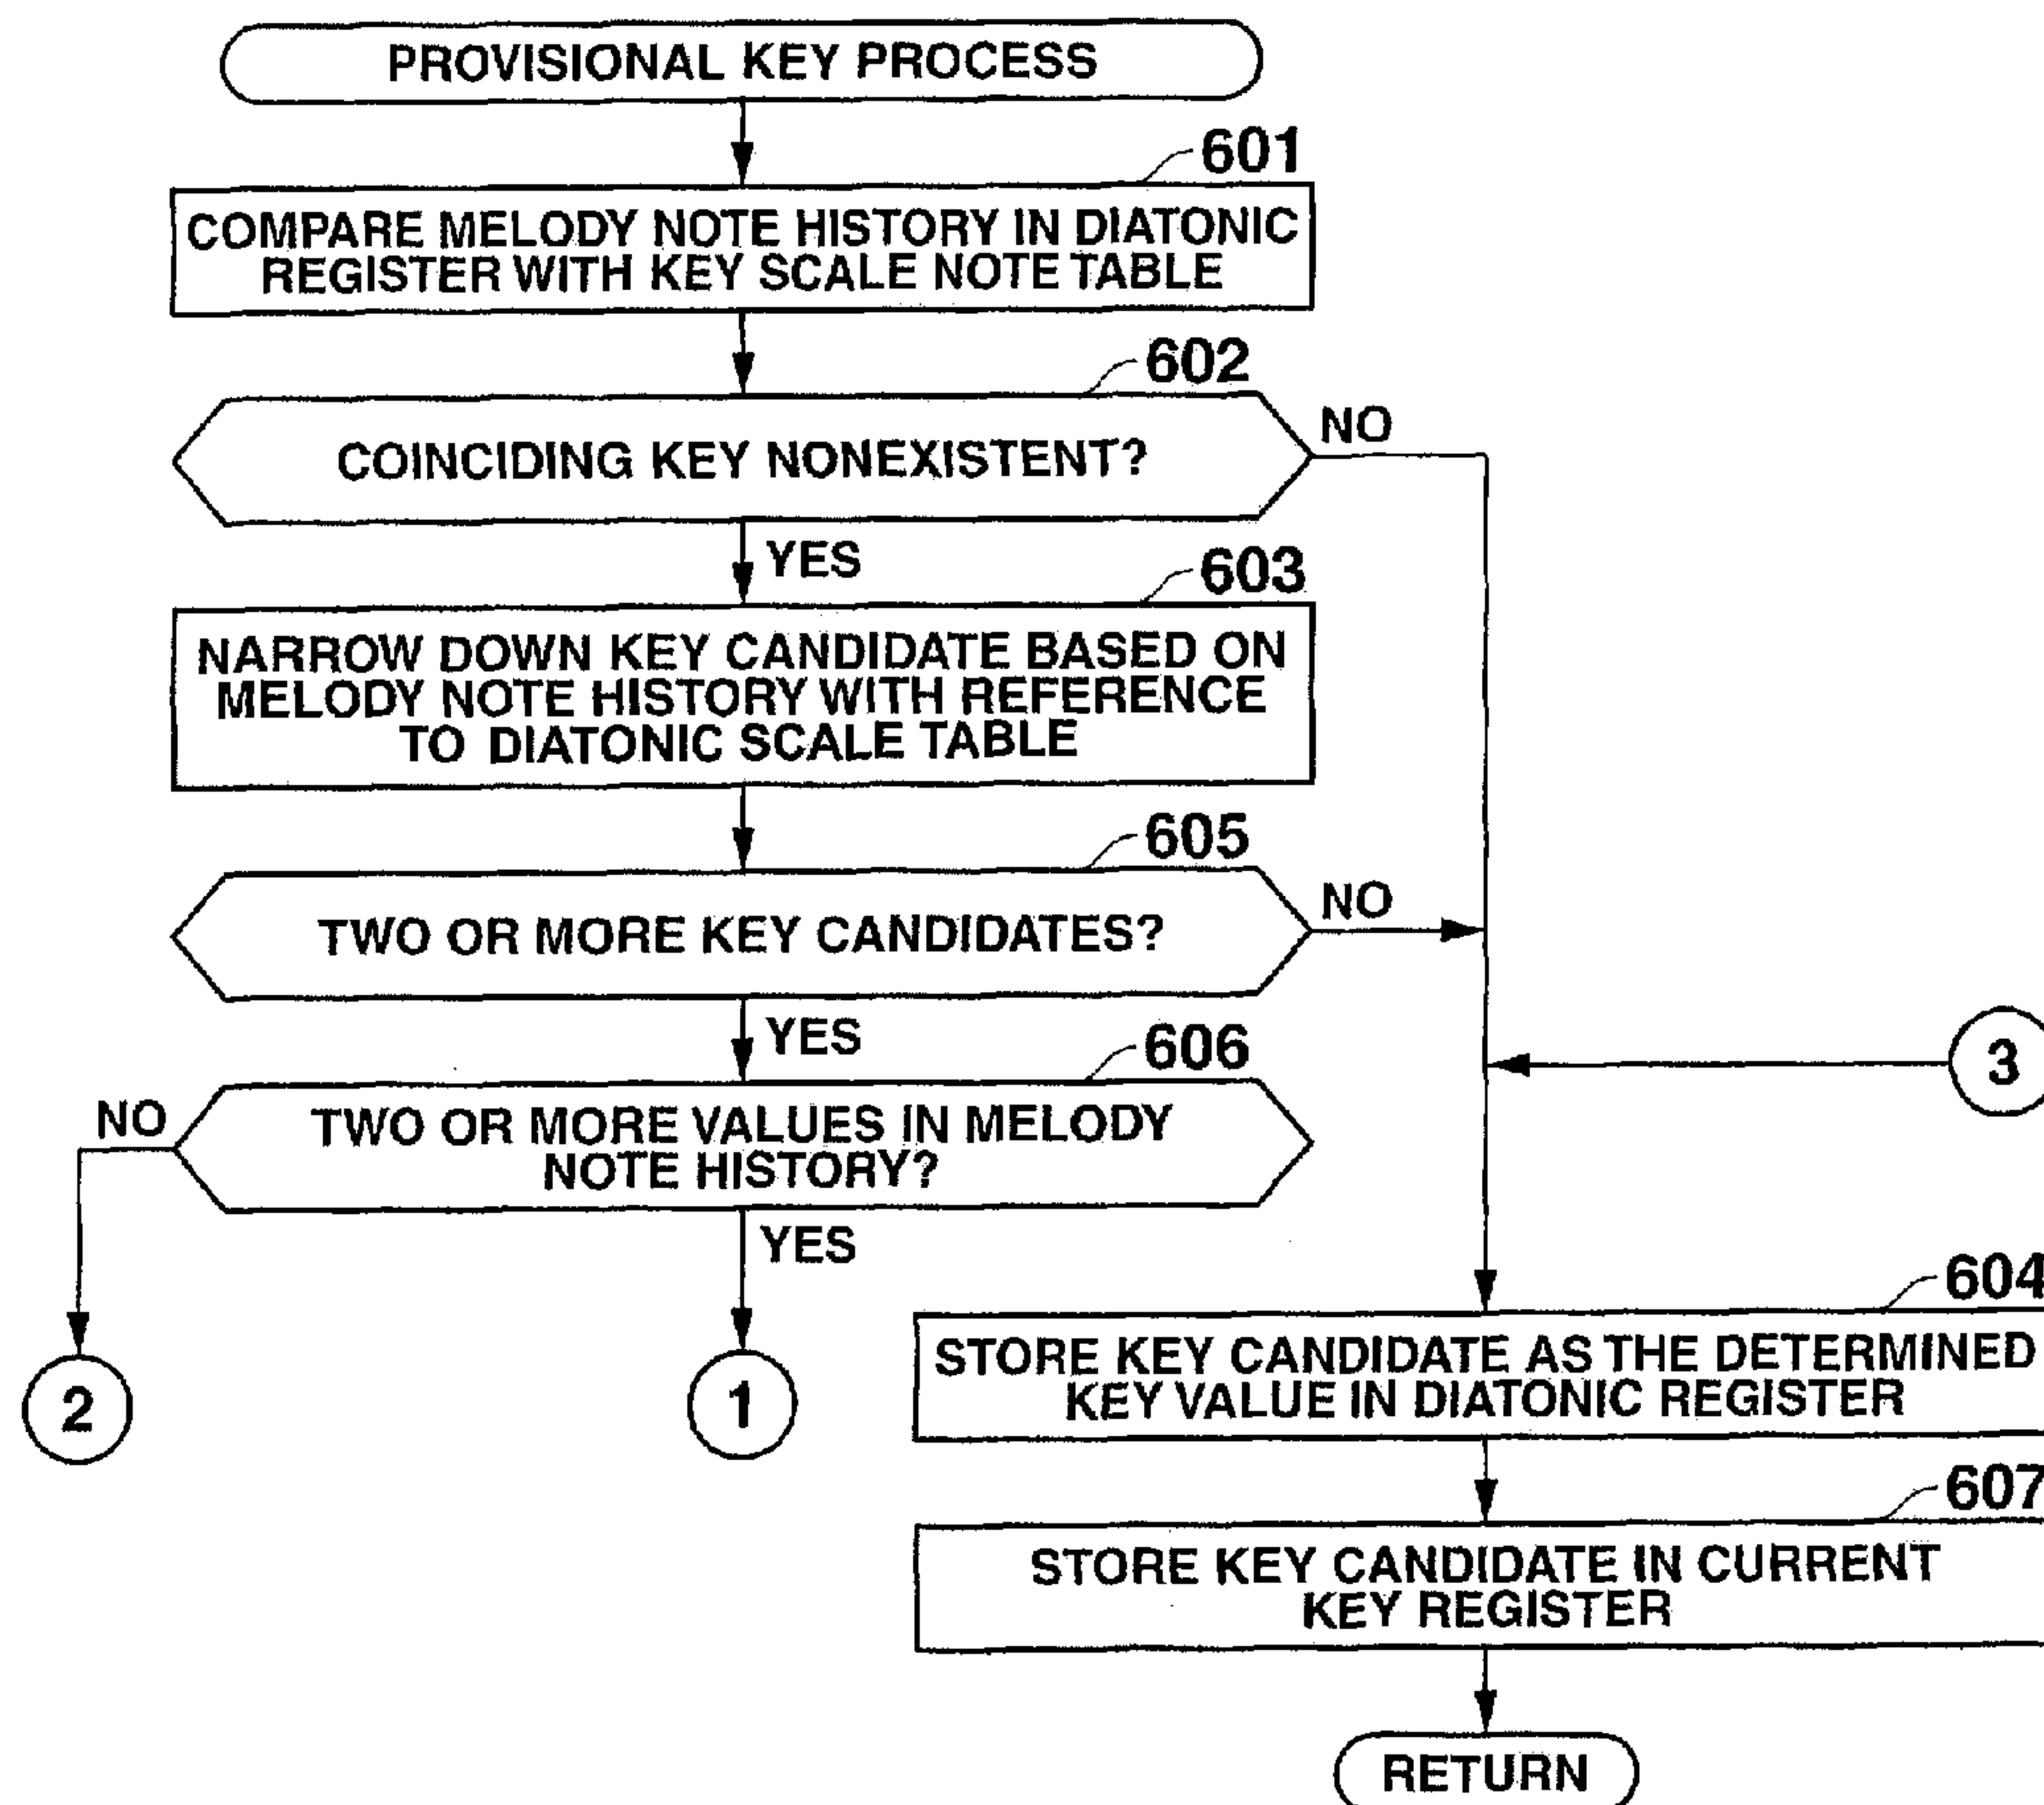 PROVISIONAL KEY PROCESS
601
COMPARE MELODY NOTE HISTORY IN DIATONIC
REGISTER WITH KEY SCALE NOTE TABLE
602
COINCIDING KEY NONEXISTENT?
NO
YES
603
NARROW DOWN KEY CANDIDATE BASED ON
MELODY NOTE HISTORY WITH REFERENCE
TO DIATONIC SCALE TABLE
605
TWO OR MORE KEY CANDIDATES?
NO
YES
606
3
NO
TWO OR MORE VALUES IN MELODY
NOTE HISTORY?
YES
2
1
604
STORE KEY CANDIDATE AS THE DETERMINED
KEY VALUE IN DIATONIC REGISTER
607
STORE KEY CANDIDATE IN CURRENT
KEY REGISTER
RETURN